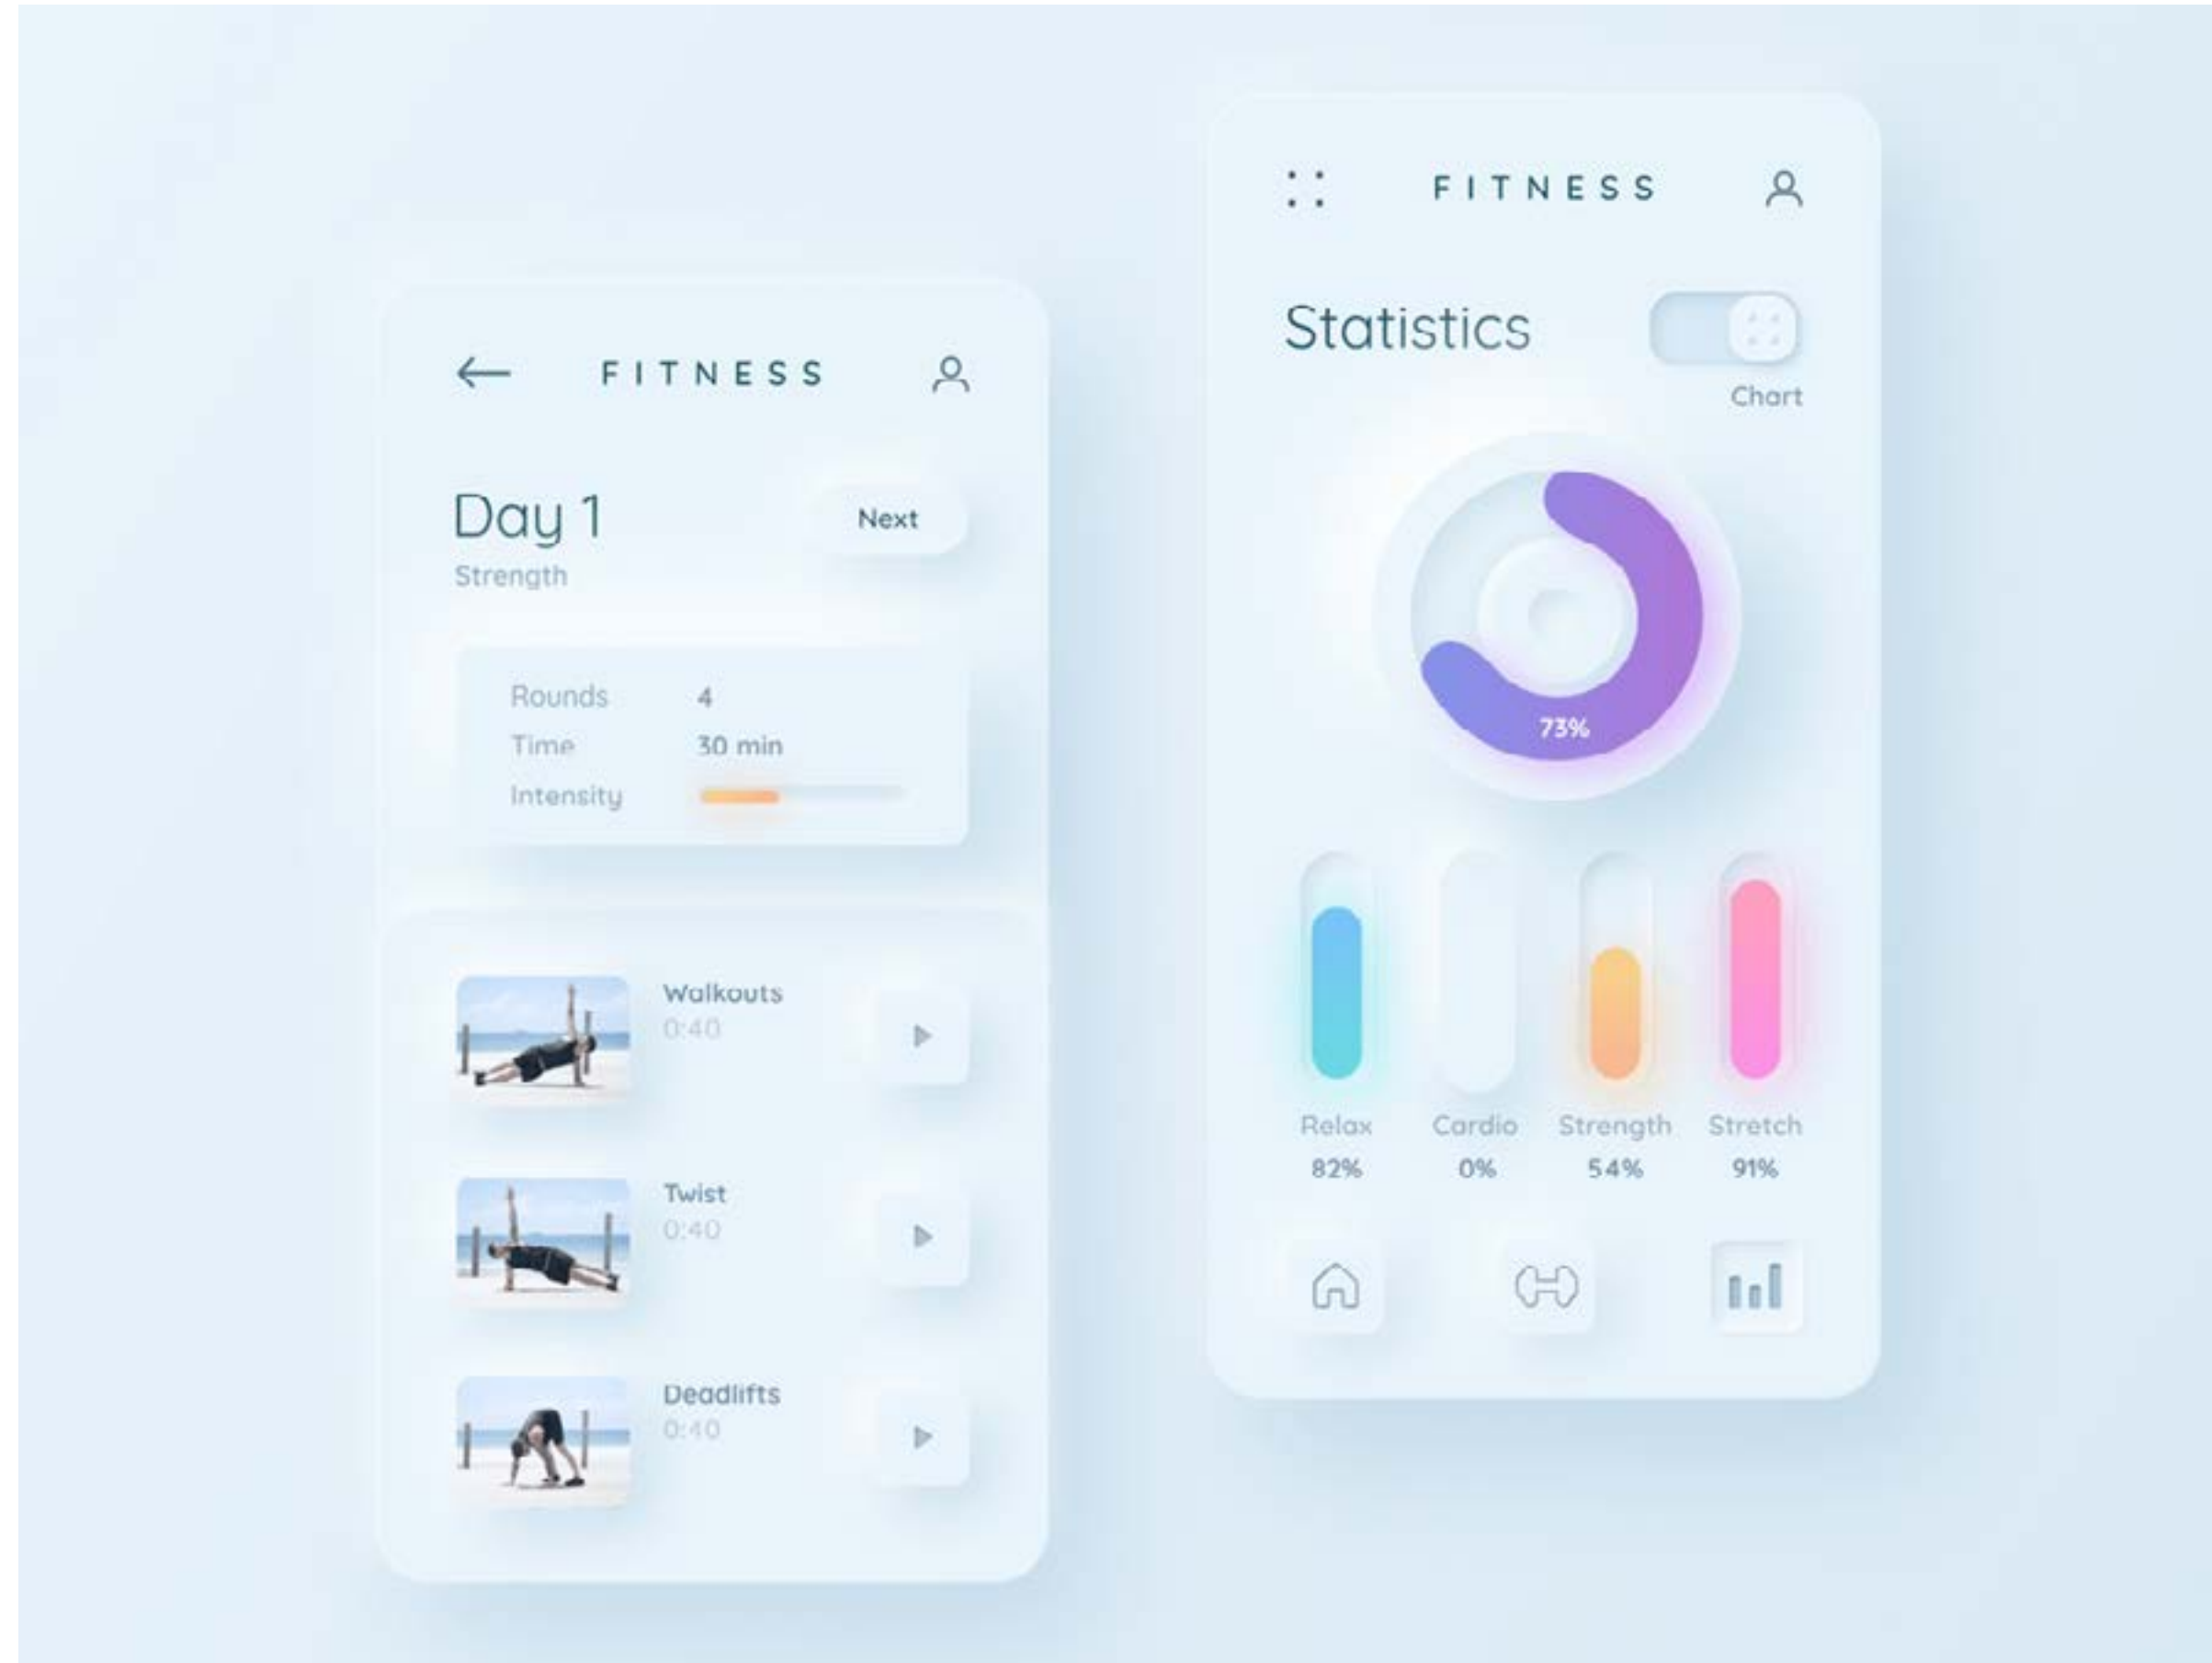 FITNESS
Day 1
Next
Strength
Rounds 4
Time 30 min
Intensity
Walkouts
0:40
Twist
0:40
Deadlifts
0:40
FITNESS
Statistics
Chart
73%
Relax Cardio Strength Stretch
82% 0% 54% 91%